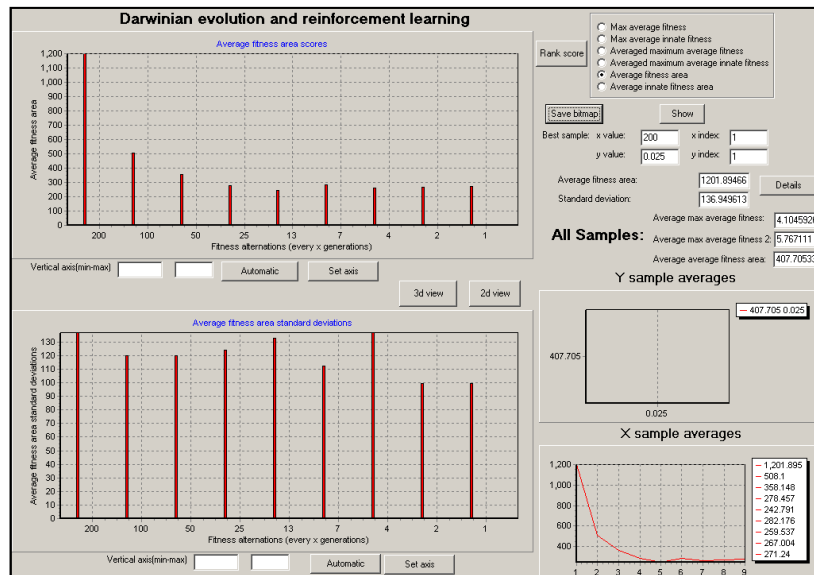 Darwinian evolution and reinforcement learning
Average fitness area scores
1,200
1,100
1,000
900
800
700
600
500
400
300
200
100
0
Average fitness area
200 100 50 25 13 7 4 2 1
Fitness alternations (every x generations)
Vertical axis(min-max)
Automatic
Set axis
3d view
2d view
Average fitness area standard deviations
130
120
110
100
90
80
70
60
50
40
30
20
10
0
Average fitness area standard deviations
200 100 50 25 13 7 4 2 1
Fitness alternations (every x generations)
Vertical axis(min-max)
Automatic
Set axis
Rank score
Max average fitness
Max average innate fitness
Averaged maximum average fitness
Averaged maximum average innate fitness
Average fitness area
Average innate fitness area
Save bitmap
Show
Best sample: x value: 200 x index: 1
y value: 0.025 y index: 1
Average fitness area: 1201.89466
Standard deviation: 136.949613
Details
All Samples:
Average max average fitness: 4.1045926
Average max average fitness 2: 5.767111
Average average fitness area: 407.70533
Y sample averages
407.705
0.025
407.705 0.025
X sample averages
1,200
1,000
800
600
400
1 2 3 4 5 6 7 8 9
1,201.895
508.1
358.148
278.457
242.791
282.176
259.537
267.004
271.24